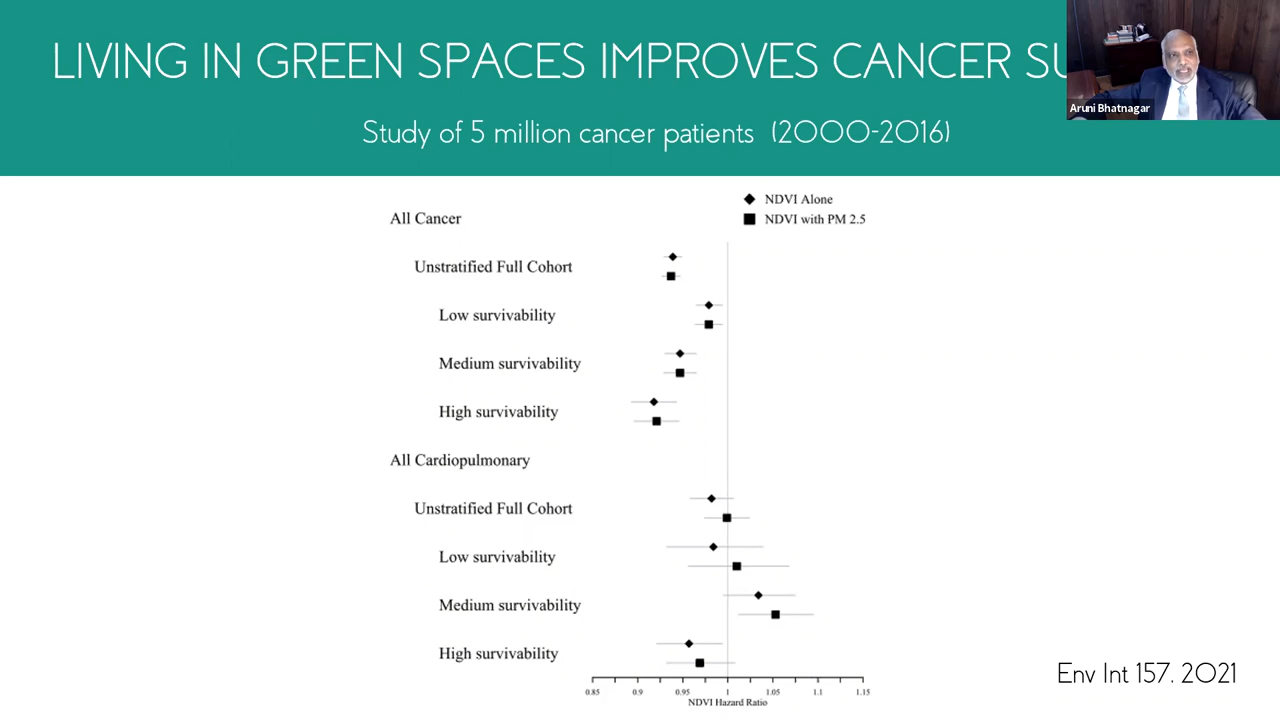 LIVING IN GREEN SPACES IMPROVES CANCER SU
Aruni Bhatnagar
Study of 5 million cancer patients (2000-2016)
NDVI Alone
NDVI with PM 2.5
All Cancer
Unstratified Full Cohort
Low survivability
Medium survivability
High survivability
All Cardiopulmonary
Unstratified Full Cohort
Low survivability
Medium survivability
High survivability
0.85 0.9 0.95 1 1.05 1.1 1.15
NDVI Hazard Ratio
Env Int 157. 2021